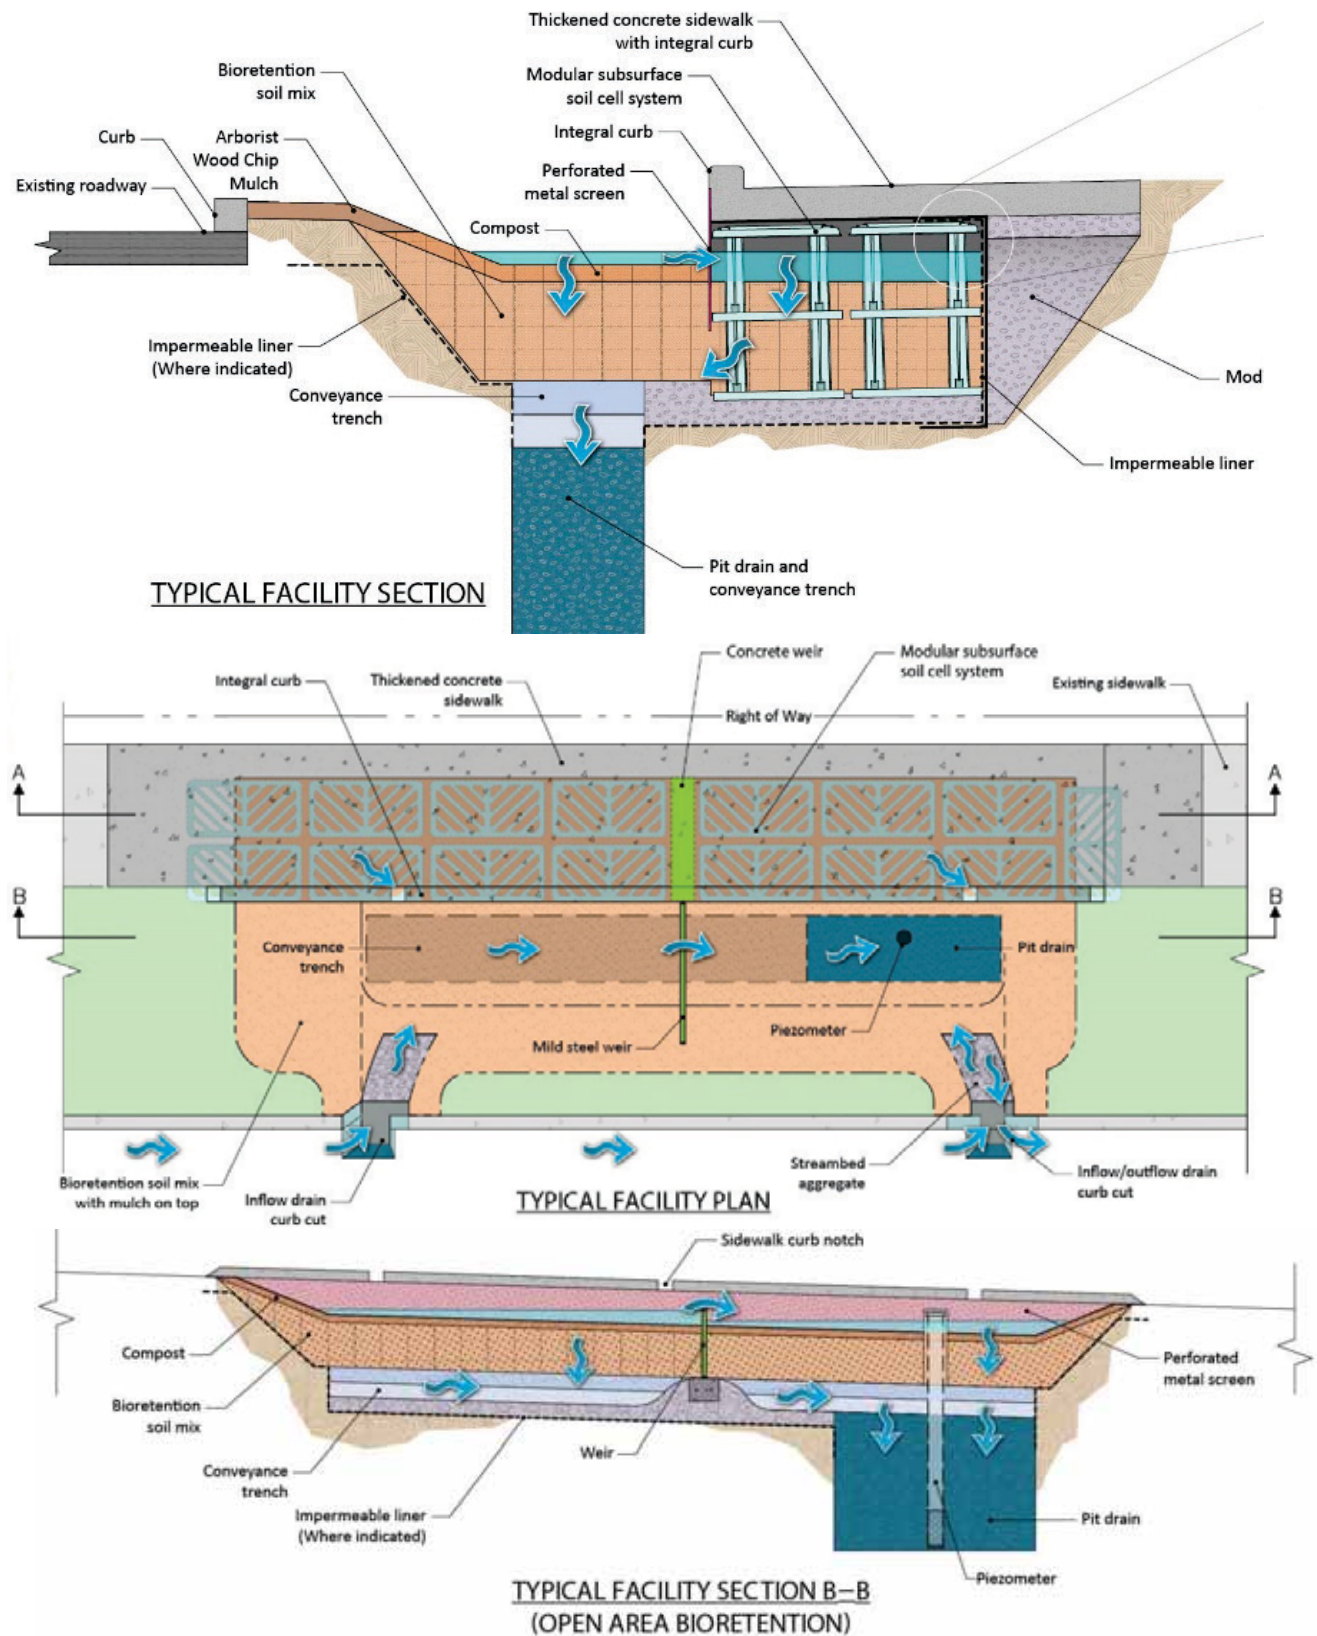 Thickened concrete sidewalk
with integral curb
Bioretention
soil mix
Modular subsurface
soil cell system
Curb
Arborist
Wood Chip
Mulch
Integral curb
Existing roadway
Perforated
metal screen
Compost
Impermeable liner
(Where indicated)
Mod
Conveyance
trench
Impermeable liner
Pit drain and
conveyance trench
TYPICAL FACILITY SECTION
Concrete weir
Modular subsurface
soil cell system
Integral curb
Thickened concrete
sidewalk
Existing sidewalk
Right of Way
A
A
B
B
Conveyance
trench
Pit drain
Piezometer
Mild steel weir
Bioretention soil mix
with mulch on top
Inflow drain
curb cut
Streambed
aggregate
Inflow/outflow drain
curb cut
TYPICAL FACILITY PLAN
Sidewalk curb notch
Compost
Perforated
metal screen
Bioretention
soil mix
Weir
Conveyance
trench
Impermeable liner
(Where indicated)
Pit drain
Piezometer
TYPICAL FACILITY SECTION B–B
(OPEN AREA BIORETENTION)